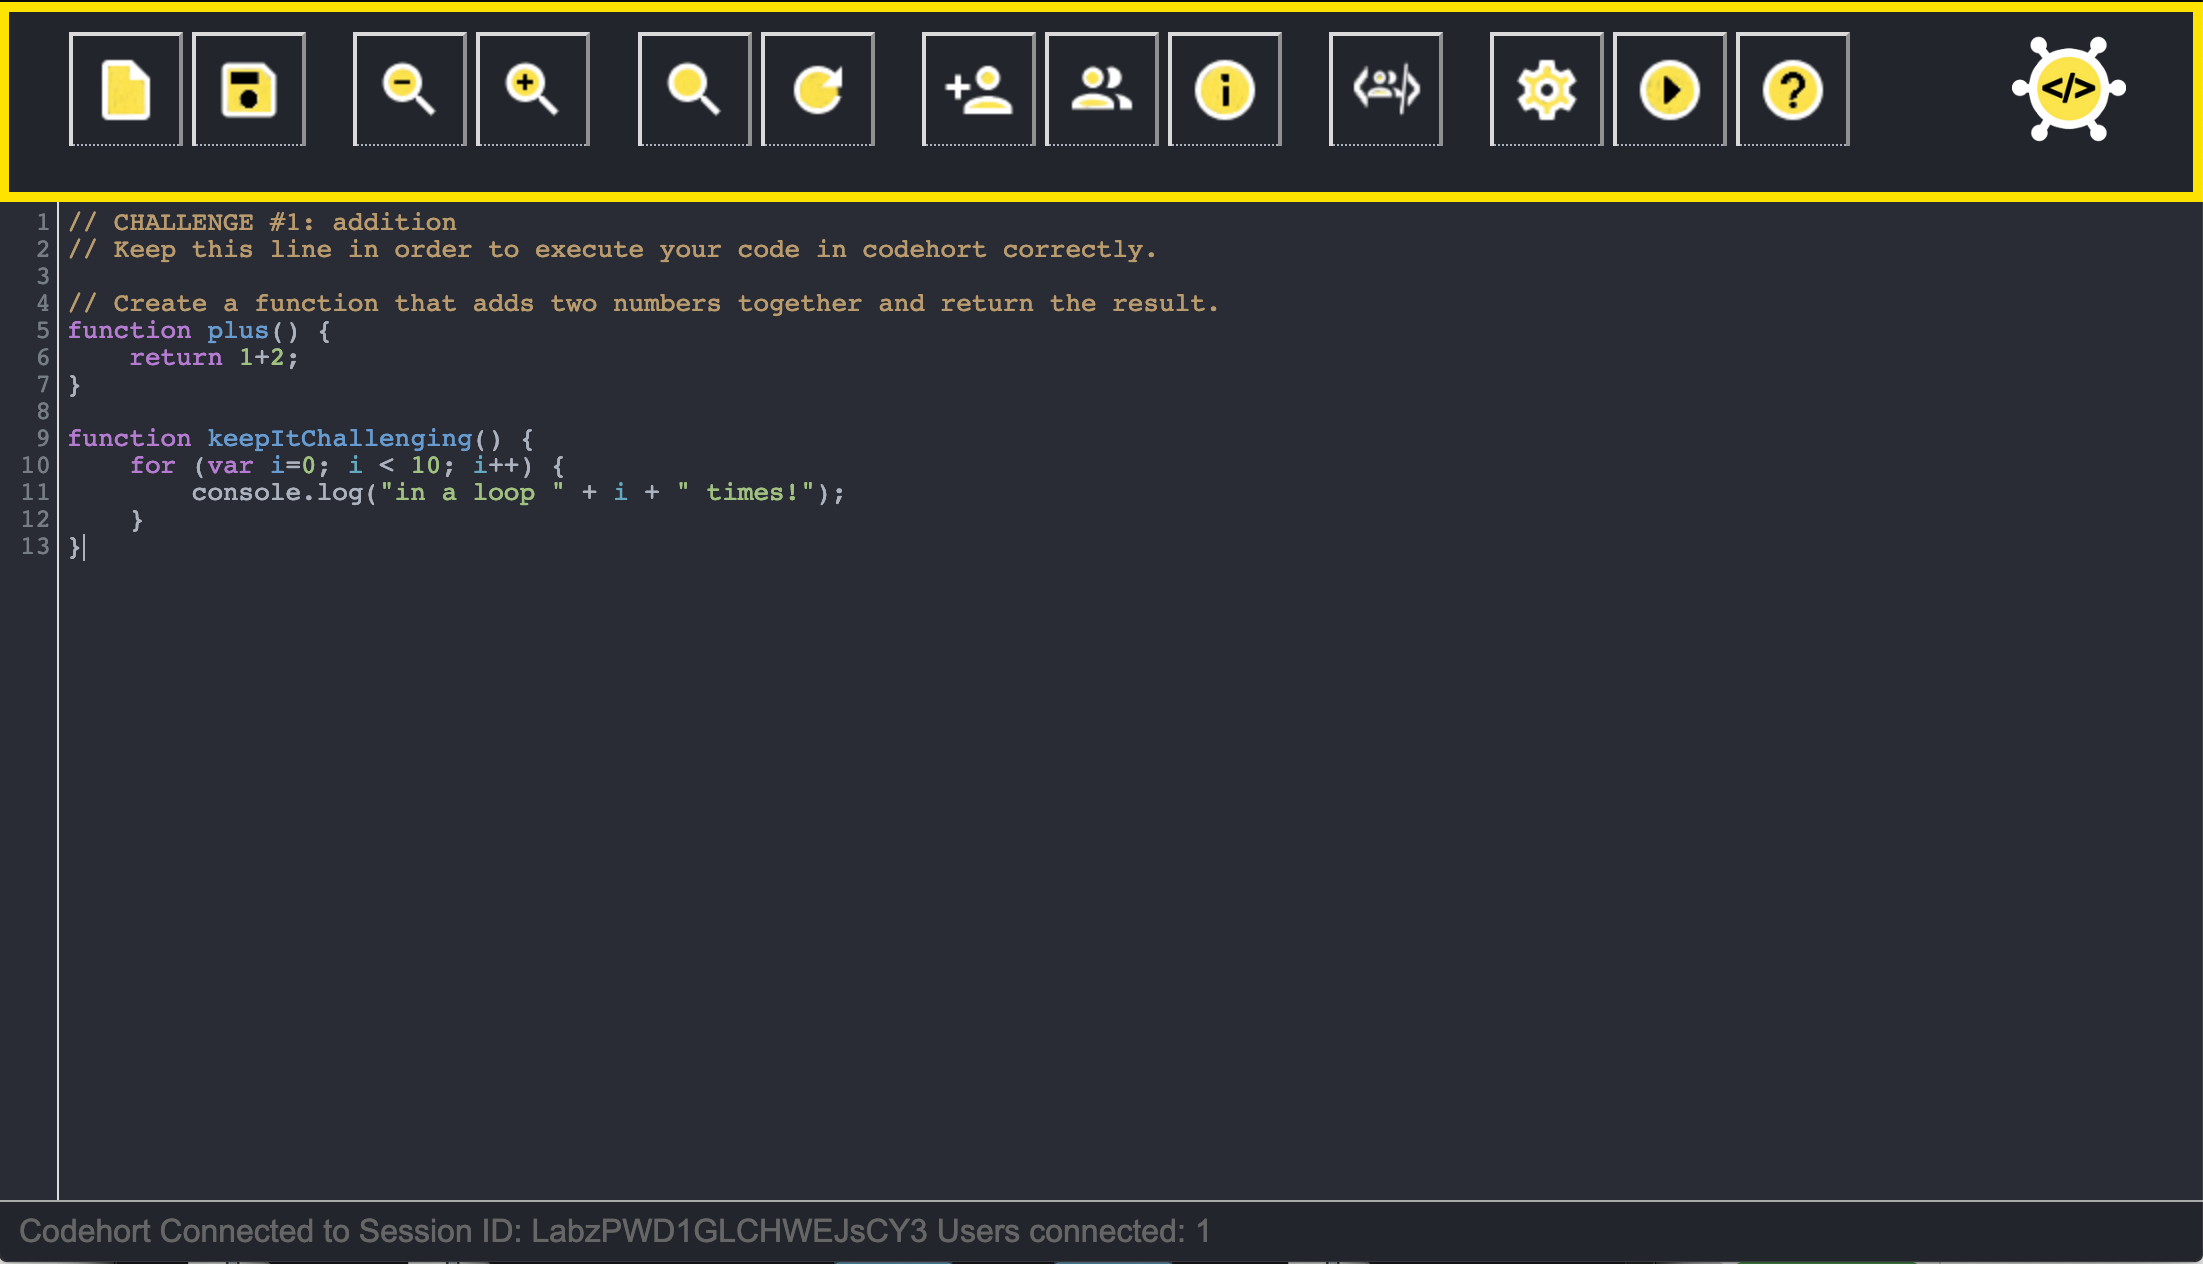 </>
1 // CHALLENGE #1: addition
2 // Keep this line in order to execute your code in codehort correctly.
3
4 // Create a function that adds two numbers together and return the result.
5 function plus() {
6     return 1+2;
7 }
8
9 function keepItChallenging() {
10     for (var i=0; i < 10; i++) {
11         console.log("in a loop " + i + " times!");
12     }
13 }
Codehort Connected to Session ID: LabzPWD1GLCHWEJsCY3 Users connected: 1